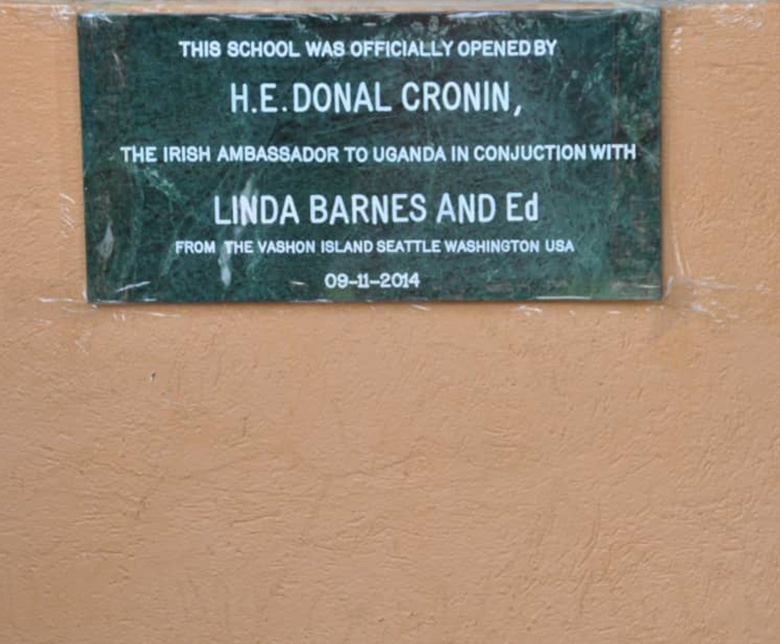 THIS SCHOOL WAS OFFICIALLY OPENED BY
H.E. DONAL CRONIN,
THE IRISH AMBASSADOR TO UGANDA IN CONJUCTION WITH
LINDA BARNES AND Ed
FROM THE VASHON ISLAND SEATTLE WASHINGTON USA
09-11-2014